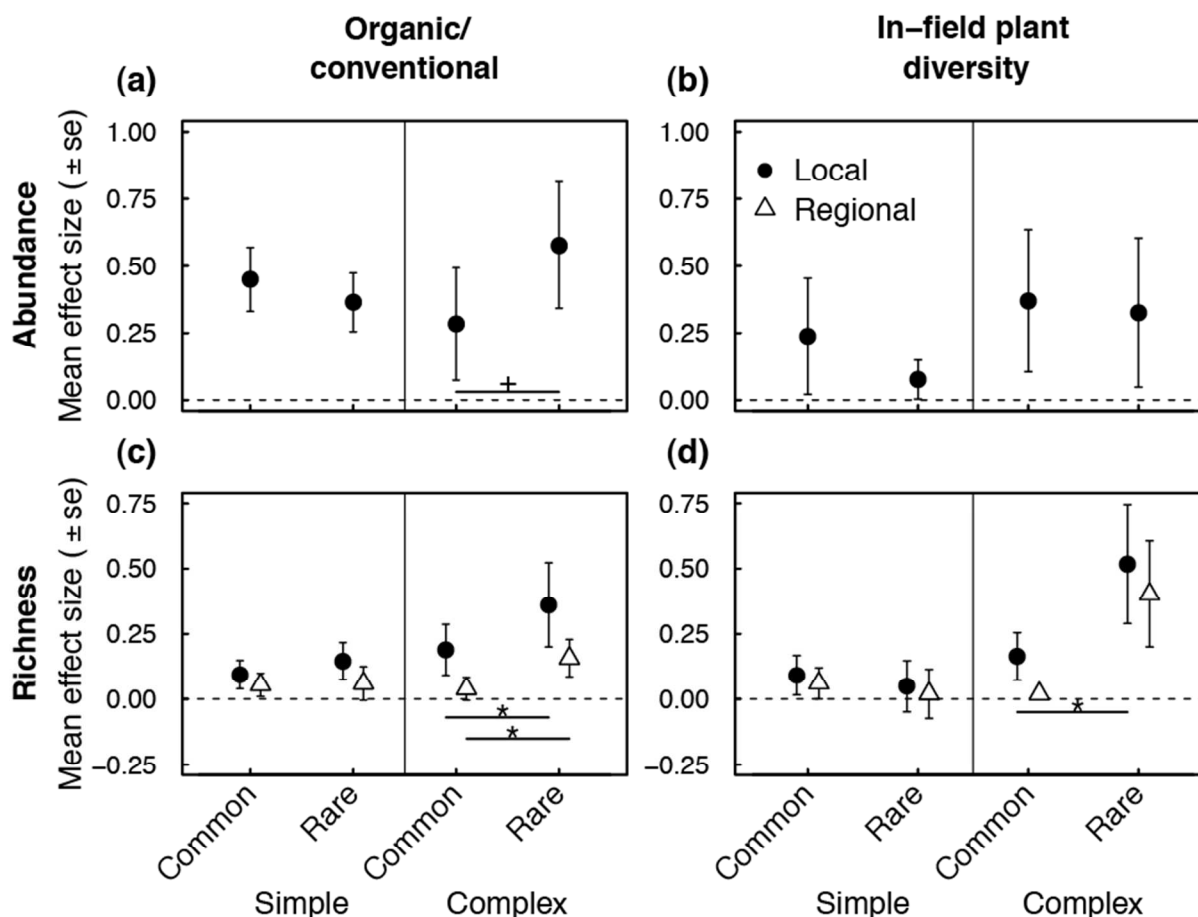 Organic/
conventional
In−field plant
diversity
(a)
(b)
Abundance
Mean effect size ( ± se)
1.00
0.75
0.50
0.25
0.00
+
1.00
0.75
0.50
0.25
0.00
Local
Regional
(c)
(d)
Richness
Mean effect size ( ± se)
0.75
0.50
0.25
0.00
−0.25
*
*
0.75
0.50
0.25
0.00
−0.25
*
Common
Rare
Common
Rare
Common
Rare
Common
Rare
Simple
Complex
Simple
Complex